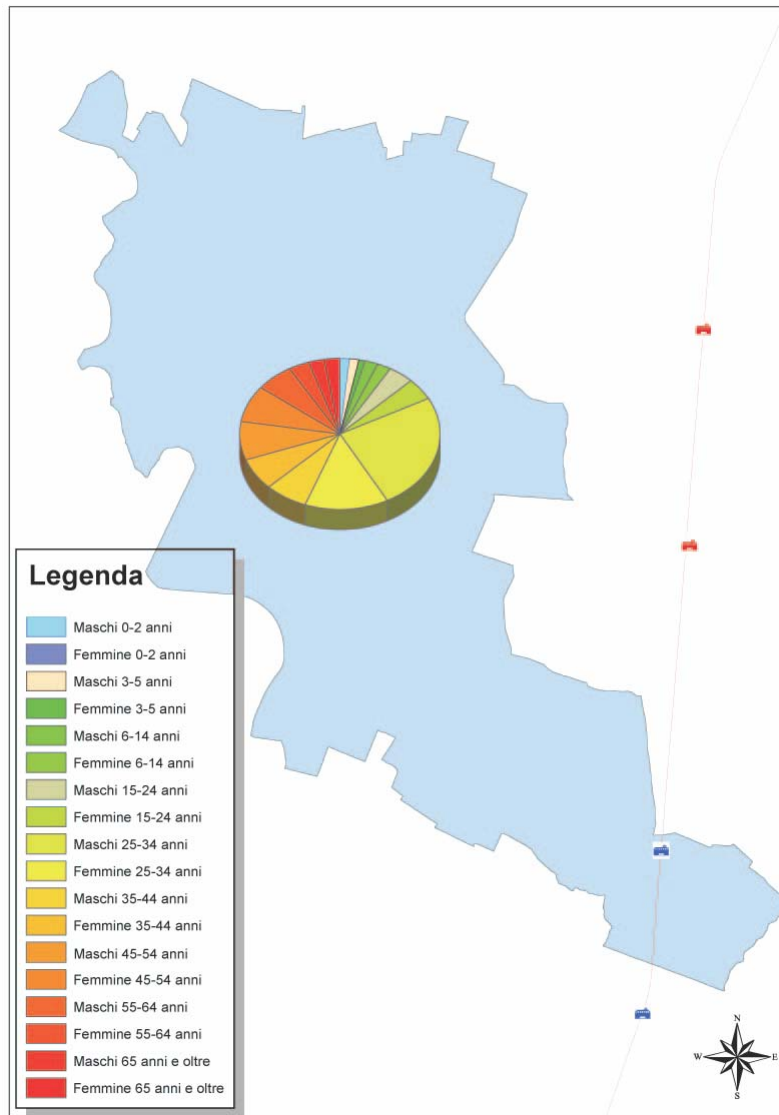 Legenda
Maschi 0-2 anni
Femmine 0-2 anni
Maschi 3-5 anni
Femmine 3-5 anni
Maschi 6-14 anni
Femmine 6-14 anni
Maschi 15-24 anni
Femmine 15-24 anni
Maschi 25-34 anni
Femmine 25-34 anni
Maschi 35-44 anni
Femmine 35-44 anni
Maschi 45-54 anni
Femmine 45-54 anni
Maschi 55-64 anni
Femmine 55-64 anni
Maschi 65 anni e oltre
Femmine 65 anni e oltre
N
W E
S